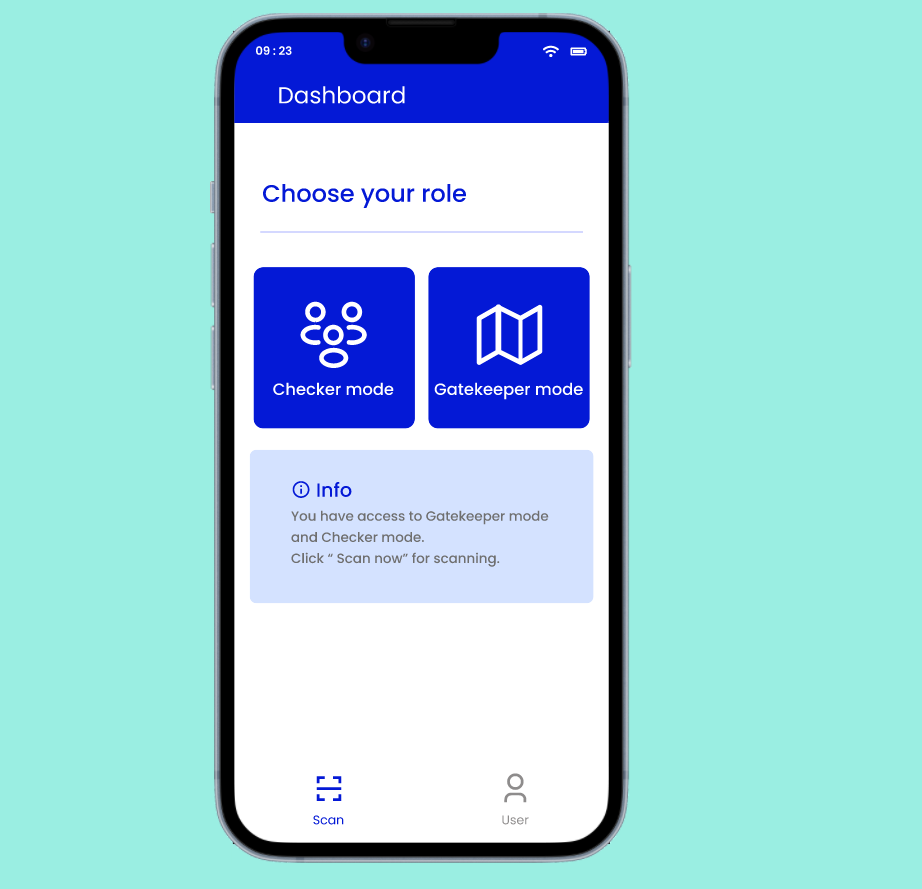 09:23
Dashboard
Choose your role
Checker mode
Gatekeeper mode
Info
You have access to Gatekeeper mode
and Checker mode.
Click “ Scan now” for scanning.
Scan
User